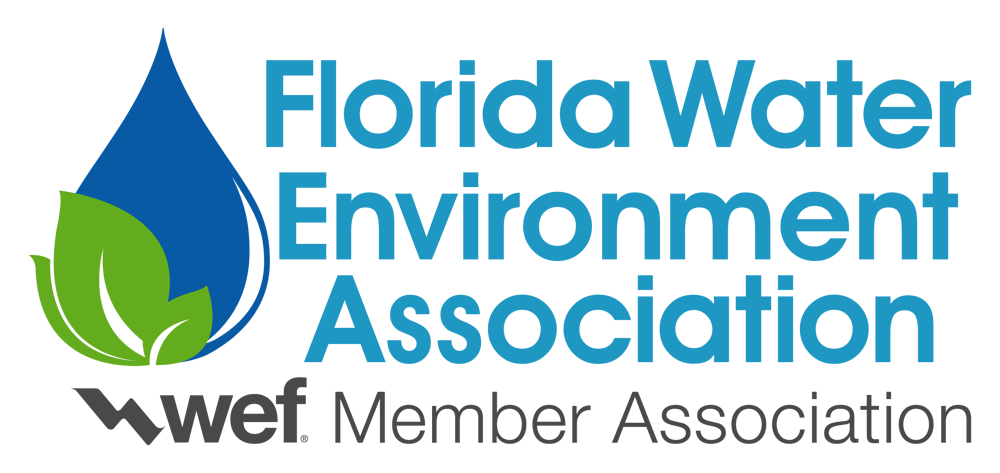 Florida Water
Environment
Association
wef® Member Association